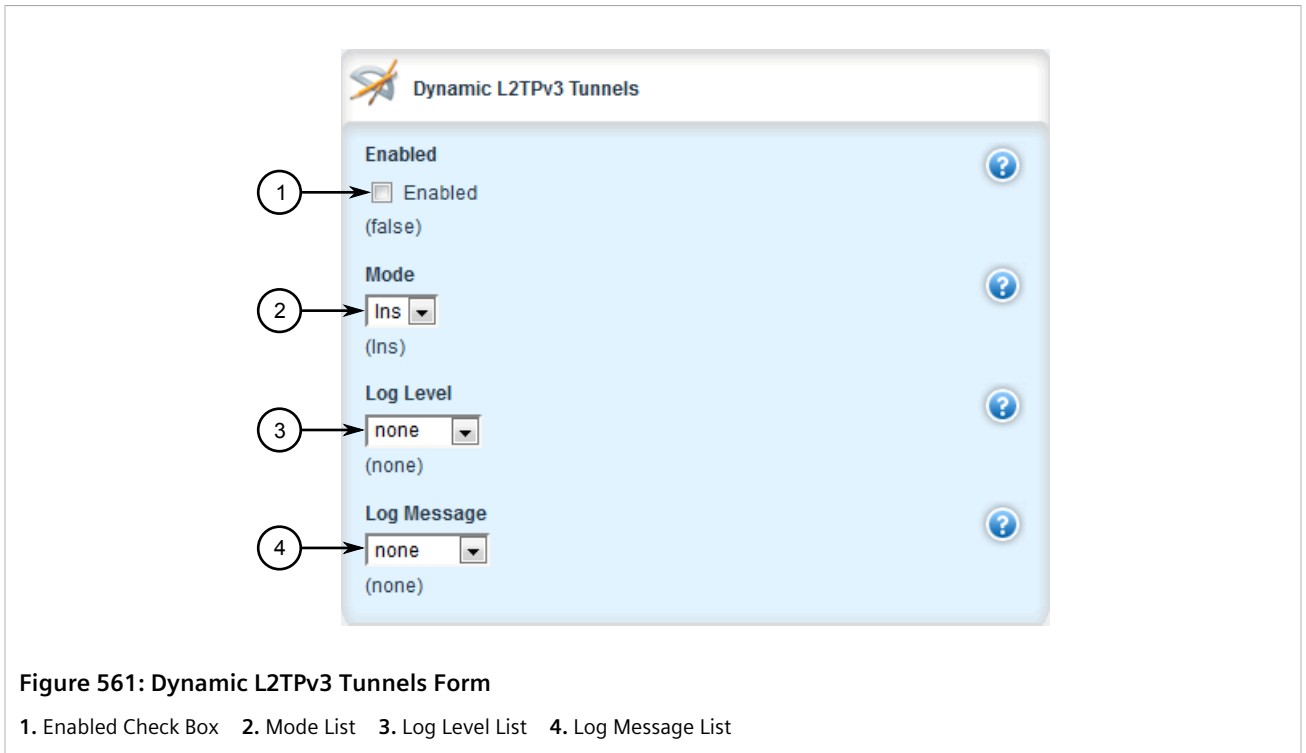 Dynamic L2TPv3 Tunnels
Enabled
1
Enabled
(false)
Mode
2
lns
(lns)
Log Level
3
none
(none)
Log Message
4
none
(none)
Figure 561: Dynamic L2TPv3 Tunnels Form
1. Enabled Check Box 2. Mode List 3. Log Level List 4. Log Message List